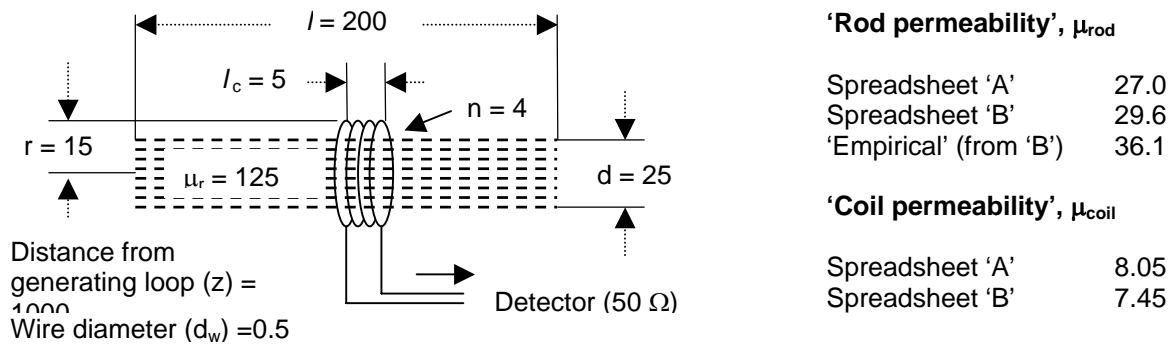 l = 200
l c = 5
n = 4
r = 15
μr = 125
d = 25
Distance from
generating loop (z) =
1000
Wire diameter (dw) =0.5
Detector (50 Ω)
‘Rod permeability’, μrod
Spreadsheet ‘A’ 27.0
Spreadsheet ‘B’ 29.6
‘Empirical’ (from ‘B’) 36.1
‘Coil permeability’, μcoil
Spreadsheet ‘A’ 8.05
Spreadsheet ‘B’ 7.45